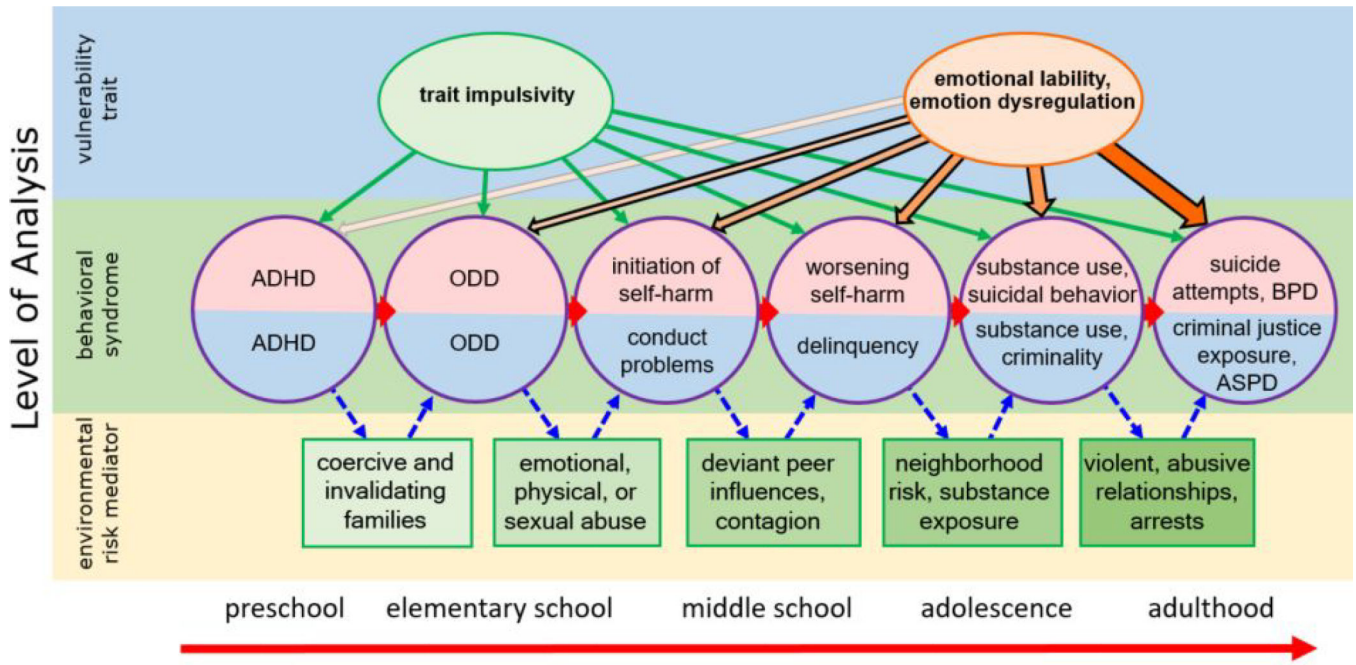 Level of Analysis
vulnerability
trait
trait impulsivity
emotional lability,
emotion dysregulation
behavioral
syndrome
ADHD
ADHD
ODD
ODD
initiation of
self-harm
conduct
problems
worsening
self-harm
delinquency
substance use,
suicidal behavior
substance use,
criminality
suicide
attempts, BPD
criminal justice
exposure,
ASPD
environmental
risk mediator
coercive and
invalidating
families
emotional,
physical, or
sexual abuse
deviant peer
influences,
contagion
neighborhood
risk, substance
exposure
violent, abusive
relationships,
arrests
preschool
elementary school
middle school
adolescence
adulthood